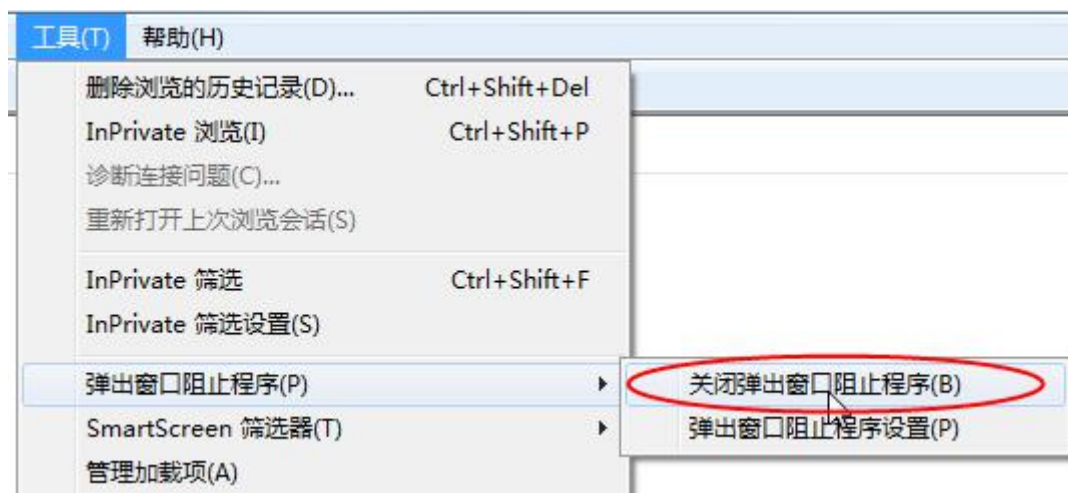 工具(T) 帮助(H)
删除浏览的历史记录(D)... Ctrl+Shift+Del
InPrivate 浏览(I) Ctrl+Shift+P
诊断连接问题(C)...
重新打开上次浏览会话(S)
InPrivate 筛选 Ctrl+Shift+F
InPrivate 筛选设置(S)
弹出窗口阻止程序(P) 关闭弹出窗口阻止程序(B)
SmartScreen 筛选器(T) 弹出窗口阻止程序设置(P)
管理加载项(A)